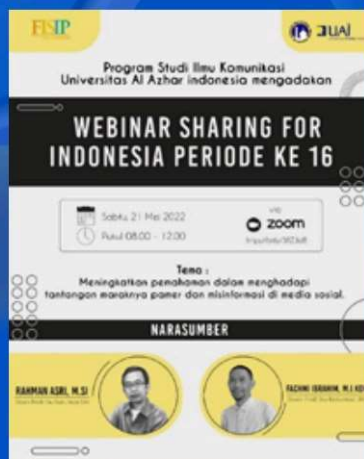 FISIP
UAI
Program Studi Ilmu Komunikasi
Universitas Al Azhar indonesia mengadakan
WEBINAR SHARING FOR
INDONESIA PERIODE KE 16
Sabtu 21 Mei 2022
Pukul 08.00 - 12.00
via
zoom
Tema :
Meningkatkan pemahaman dalam menghadapi
tantangan maraknya pamer dan misinformasi di media sosial.
NARASUMBER
RAHMAN ASRI, M.SI
FACHMI IBRAHIM, M.I.KO